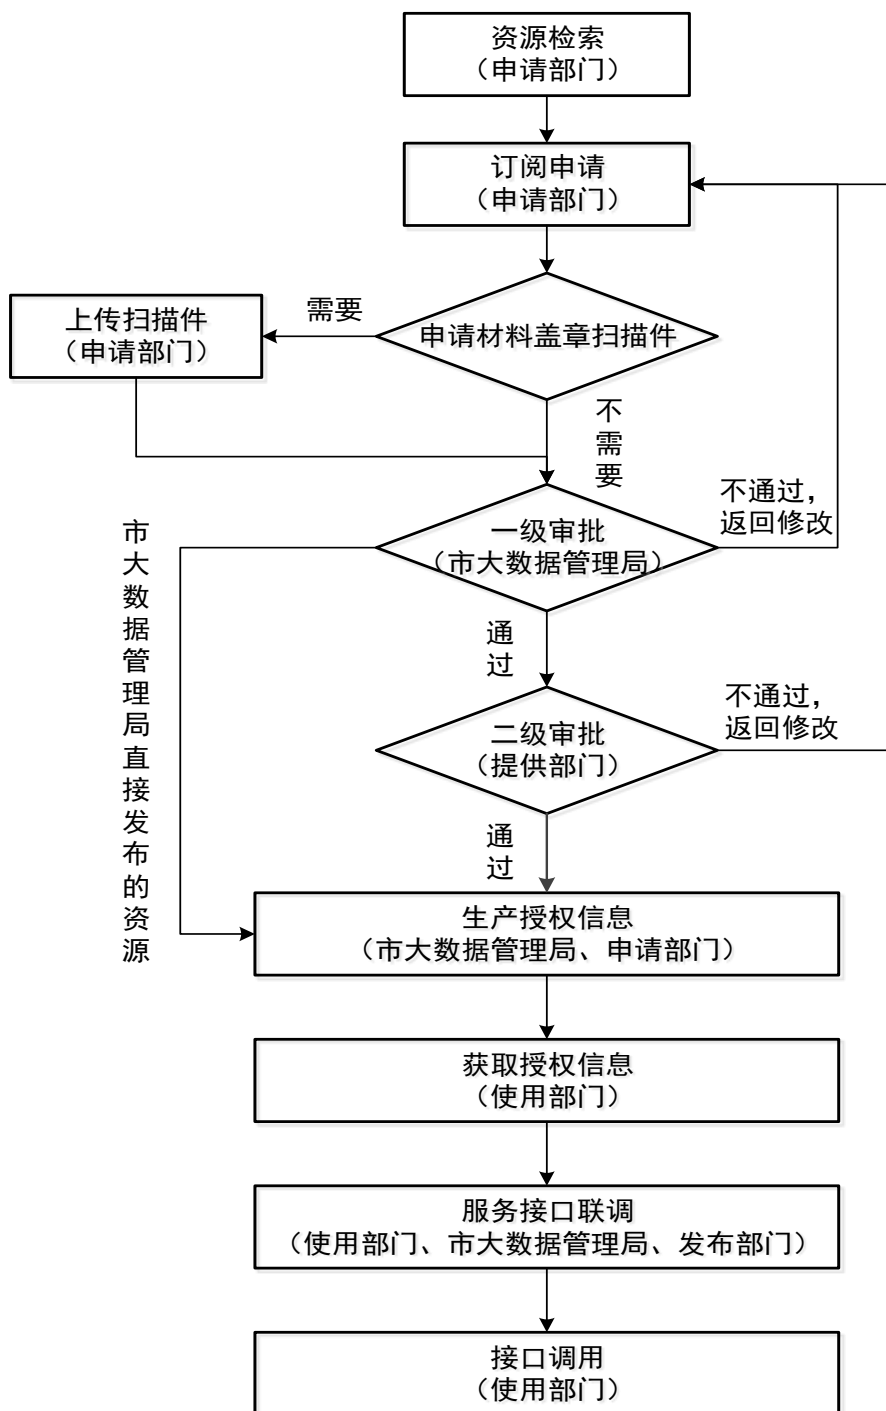 资源检索
（申请部门）
订阅申请
（申请部门）
申请材料盖章扫描件
需要
上传扫描件
（申请部门）
不需要
一级审批
（市大数据管理局）
不通过，
返回修改
市大数据管理局直接发布的资源
通过
二级审批
（提供部门）
不通过，
返回修改
通过
生产授权信息
（市大数据管理局、申请部门）
获取授权信息
（使用部门）
服务接口联调
（使用部门、市大数据管理局、发布部门）
接口调用
（使用部门）